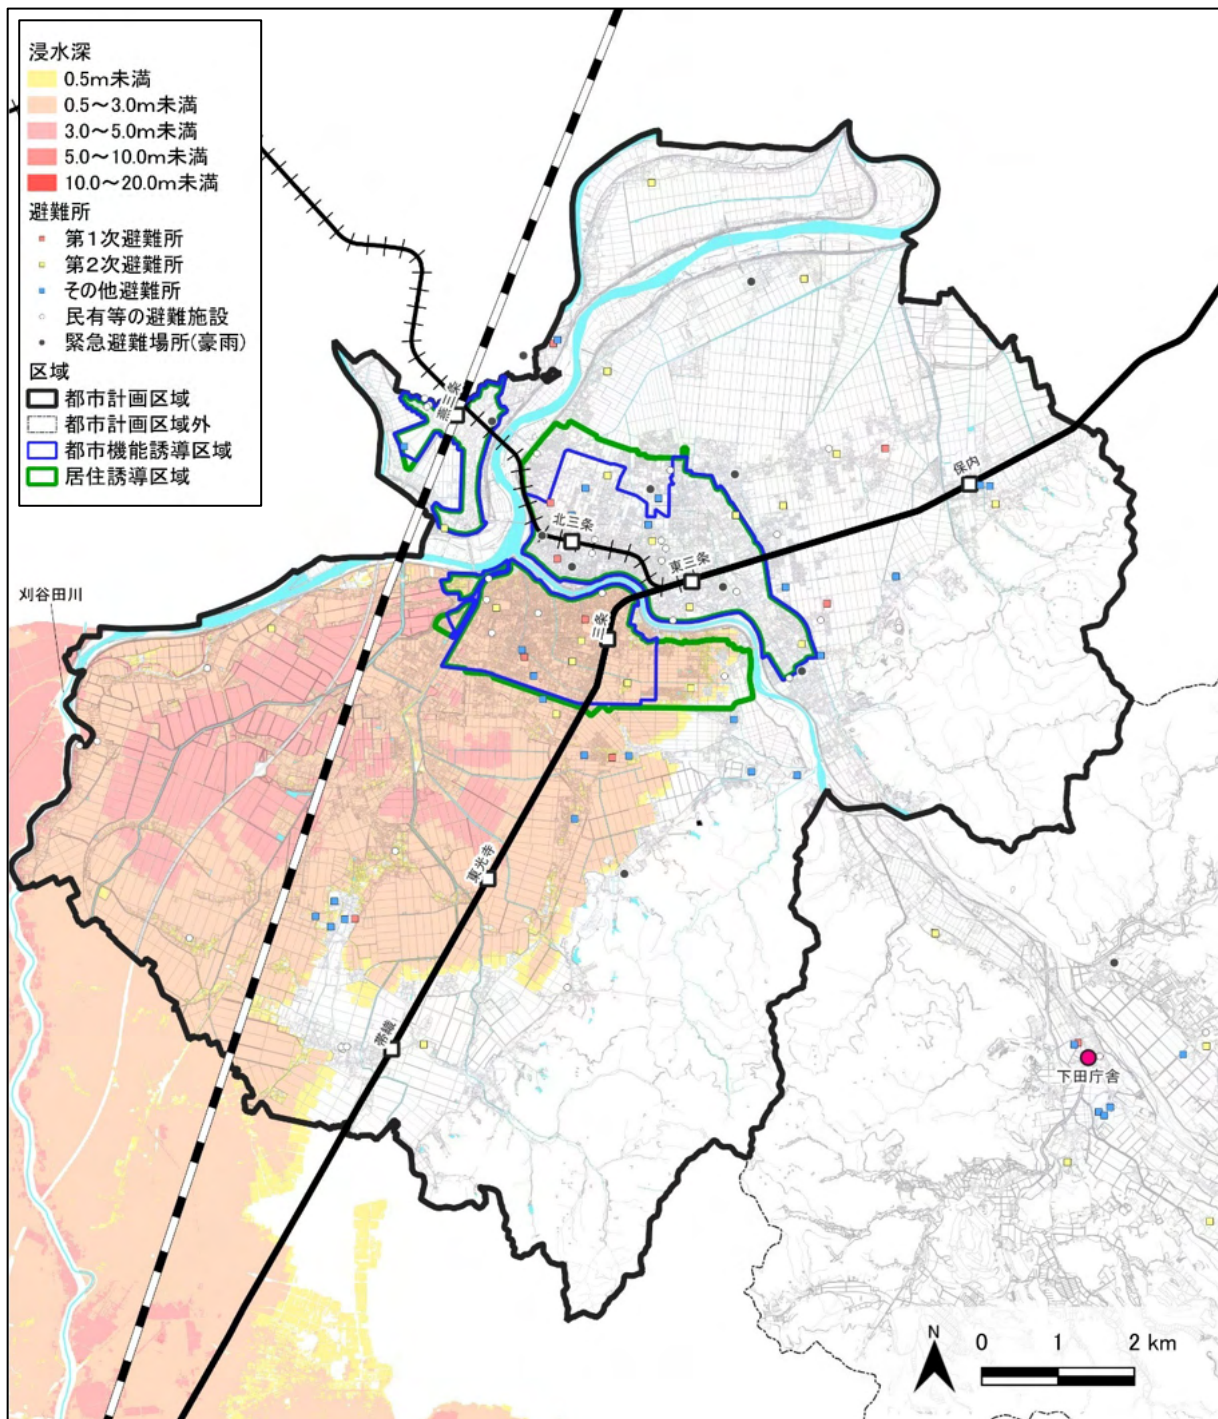 浸水深
0.5m未満
0.5～3.0m未満
3.0～5.0m未満
5.0～10.0m未満
10.0～20.0m未満
避難所
第1次避難所
第2次避難所
その他避難所
民有等の避難施設
緊急避難場所(豪雨)
区域
都市計画区域
都市計画区域外
都市機能誘導区域
居住誘導区域
燕三条
保内
北三条
東三条
刈谷田川
三条
東光寺
帯織
下田庁舎
N
0 1 2 km